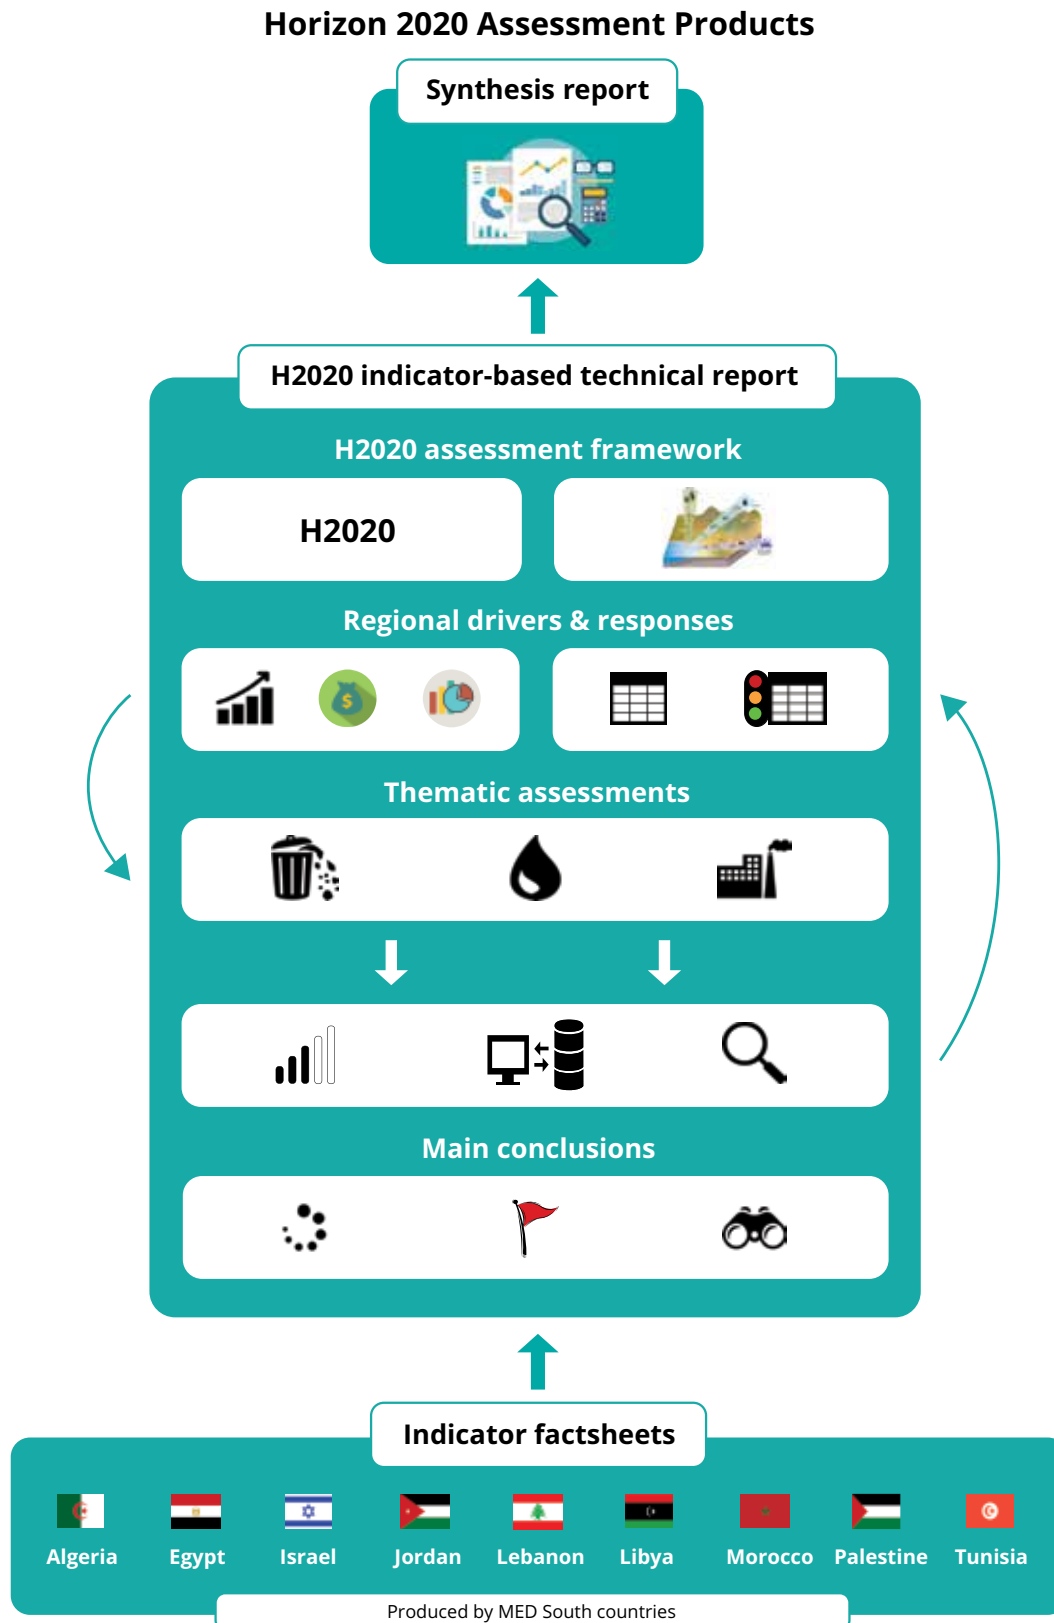 Horizon 2020 Assessment Products
Synthesis report
H2020 indicator-based technical report
H2020 assessment framework
H2020
Regional drivers & responses
Thematic assessments
Main conclusions
Indicator factsheets
Algeria Egypt Israel Jordan Lebanon Libya Morocco Palestine Tunisia
Produced by MED South countries